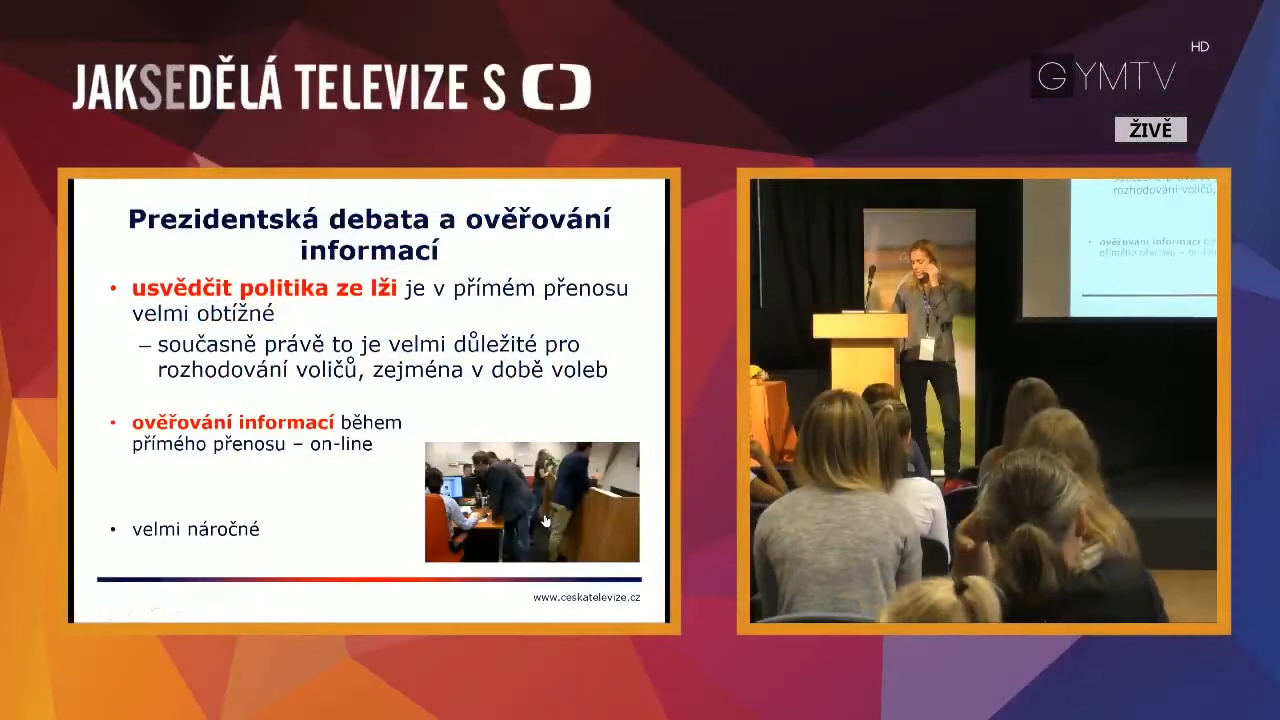 JAKSEDĚLÁ TELEVIZE S
GYMTV
HD
ŽIVĚ
Prezidentská debata a ověřování
informací
• usvědčit politika ze lži je v přímém přenosu
velmi obtížné
– současně právě to je velmi důležité pro
rozhodování voličů, zejména v době voleb
• ověřování informací během
přímého přenosu – on-line
• velmi náročné
www.ceskatelevize.cz
rozhodování voličů,
• ověřování informací
přímého přenosu –